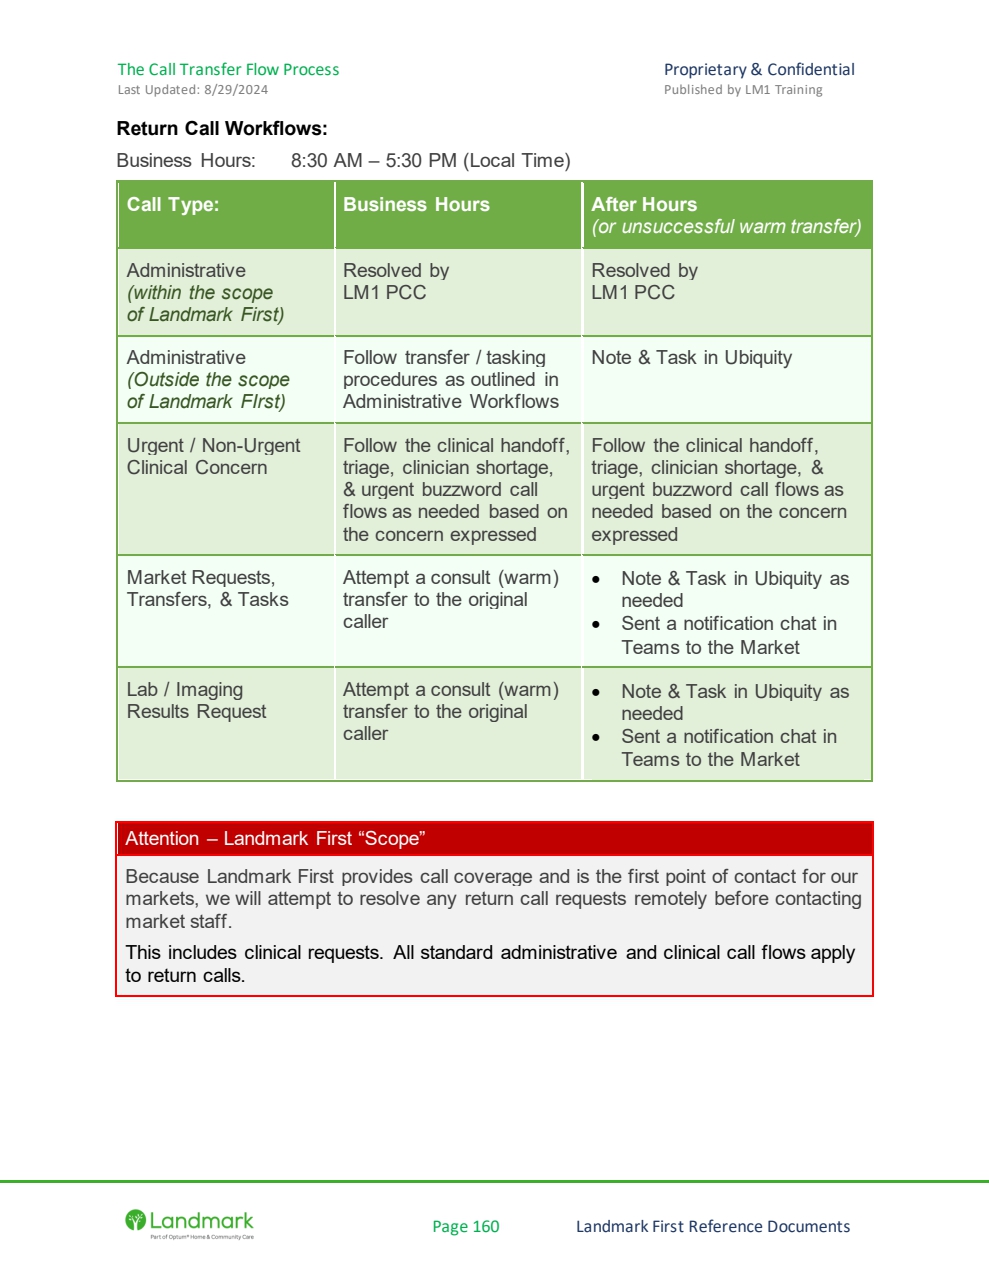 The Call Transfer Flow Process
Proprietary & Confidential
Last Updated: 8/29/2024
Published by LM1 Training
Return Call Workflows:
Business Hours: 8:30 AM – 5:30 PM (Local Time)
Call Type:
Business Hours
After Hours
(or unsuccessful warm transfer)
Administrative
(within the scope
of Landmark First)
Resolved by
LM1 PCC
Resolved by
LM1 PCC
Administrative
(Outside the scope
of Landmark FIrst)
Follow transfer / tasking
procedures as outlined in
Administrative Workflows
Note & Task in Ubiquity
Urgent / Non-Urgent
Clinical Concern
Follow the clinical handoff,
triage, clinician shortage,
& urgent buzzword call
flows as needed based on
the concern expressed
Follow the clinical handoff,
triage, clinician shortage, &
urgent buzzword call flows as
needed based on the concern
expressed
Market Requests,
Transfers, & Tasks
Attempt a consult (warm)
transfer to the original
caller
• Note & Task in Ubiquity as
needed
• Sent a notification chat in
Teams to the Market
Lab / Imaging
Results Request
Attempt a consult (warm)
transfer to the original
caller
• Note & Task in Ubiquity as
needed
• Sent a notification chat in
Teams to the Market
Attention – Landmark First “Scope”
Because Landmark First provides call coverage and is the first point of contact for our
markets, we will attempt to resolve any return call requests remotely before contacting
market staff.
This includes clinical requests. All standard administrative and clinical call flows apply
to return calls.
Landmark
Part of Optum® Home & Community Care
Page 160
Landmark First Reference Documents